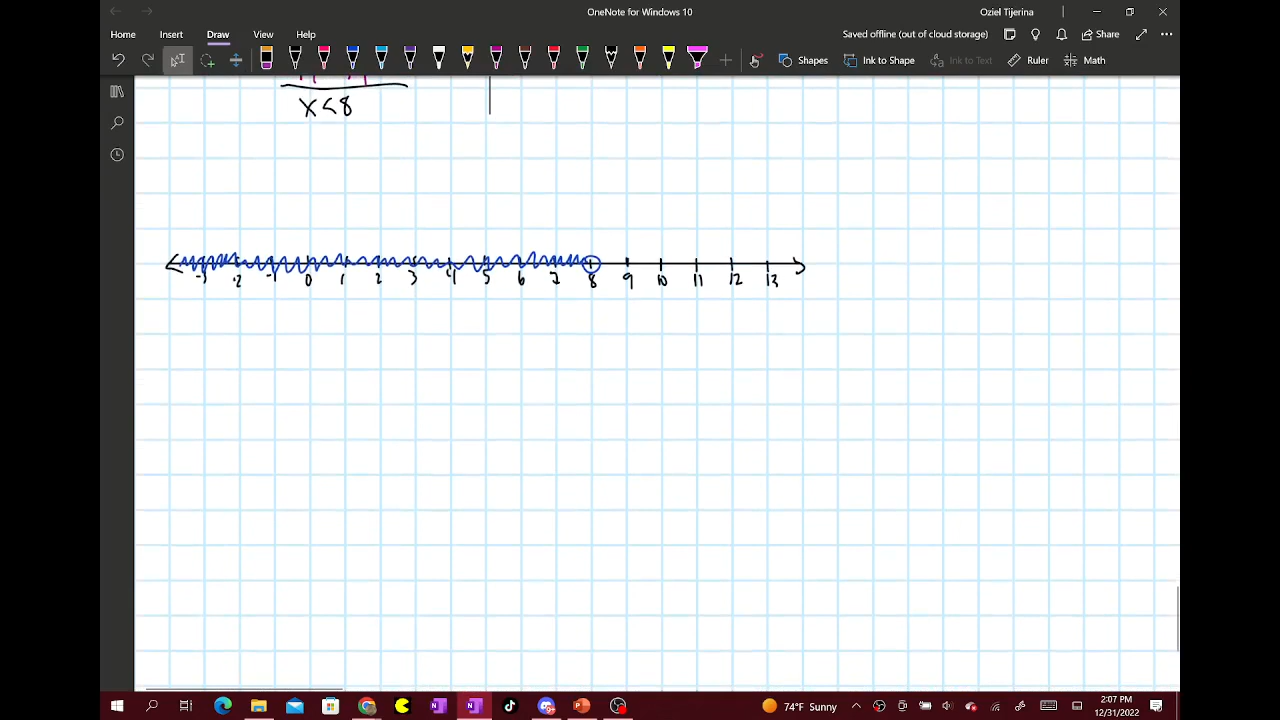 OneNote for Windows 10
Oziel Tijerina
Home Insert Draw View Help
Saved offline (out of cloud storage)
Share
Shapes
Ink to Shape
Ink to Text
Ruler
Math
x<8
-3 -2 -1 0 1 2 3 4 5 6 7 8 9 10 11 12 13
74°F Sunny
2:07 PM
12/31/2022